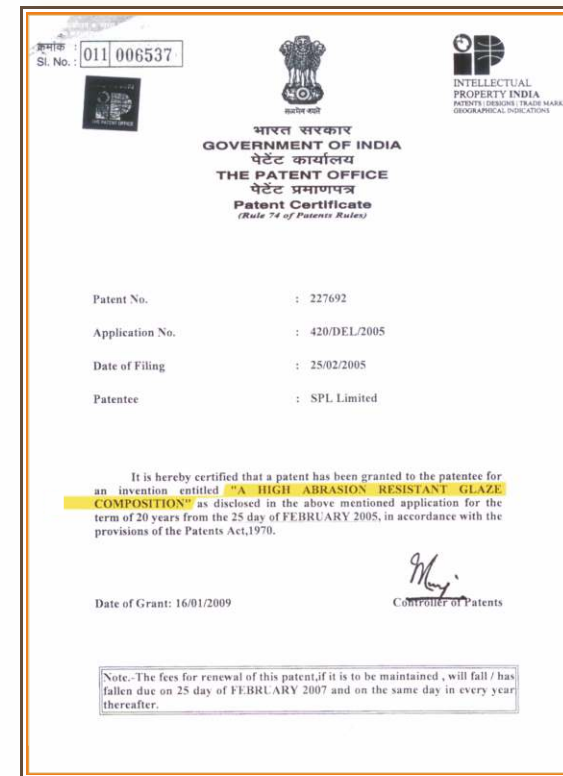 क्रमांक :
Sl. No. : 011 006537
INTELLECTUAL
PROPERTY INDIA
PATENTS | DESIGNS | TRADE MARKS
GEOGRAPHICAL INDICATIONS
THE PATENT OFFICE
सत्यमेव जयते
भारत सरकार
GOVERNMENT OF INDIA
पेटेंट कार्यालय
THE PATENT OFFICE
पेटेंट प्रमाणपत्र
Patent Certificate
(Rule 74 of Patents Rules)
Patent No. : 227692
Application No. : 420/DEL/2005
Date of Filing : 25/02/2005
Patentee : SPL Limited
It is hereby certified that a patent has been granted to the patentee for
an invention entitled "A HIGH ABRASION RESISTANT GLAZE
COMPOSITION" as disclosed in the above mentioned application for the
term of 20 years from the 25 day of FEBRUARY 2005, in accordance with the
provisions of the Patents Act,1970.
Date of Grant: 16/01/2009
Controller of Patents
Note.-The fees for renewal of this patent,if it is to be maintained , will fall / has
fallen due on 25 day of FEBRUARY 2007 and on the same day in every year
thereafter.